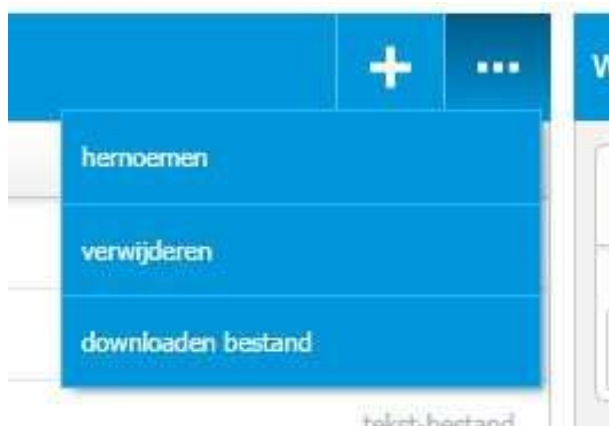 W
hernoemen
verwijderen
downloaden bestand
tekst-bestand